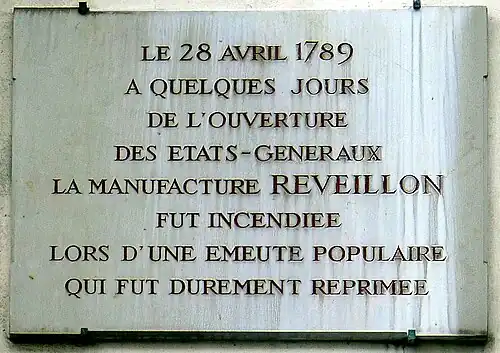 LE 28 AVRIL 1789
A QUELQUES JOURS
DE L'OUVERTURE
DES ETATS-GENERAUX
LA MANUFACTURE REVEILLON
FUT INCENDIEE
LORS D'UNE EMEUTE POPULAIRE
QUI FUT DUREMENT REPRIMEE